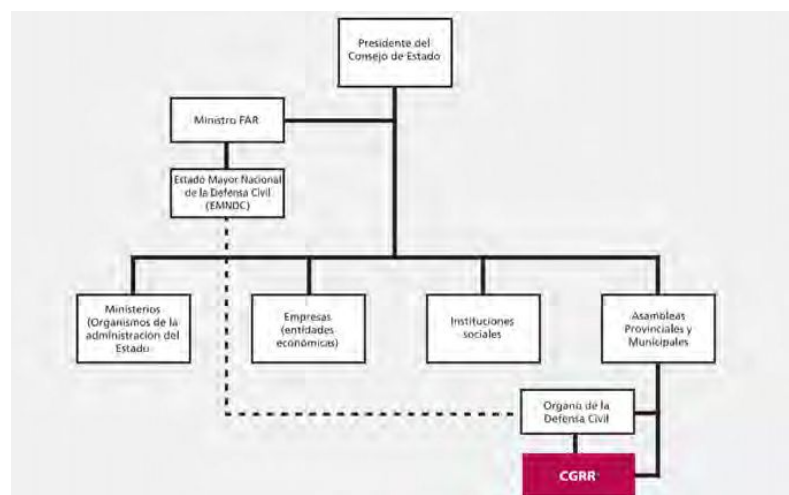 Presidente del
Consejo de Estado
Ministro FAR
Estado Mayor Nacional
de la Defensa Civil
(EMNDC)
Ministerios
(Organismos de la
administración del
Estado
Empresas
(entidades
económicas)
Instituciones
sociales
Asambleas
Provinciales y
Municipales
Organo de la
Defensa Civil
CGRR